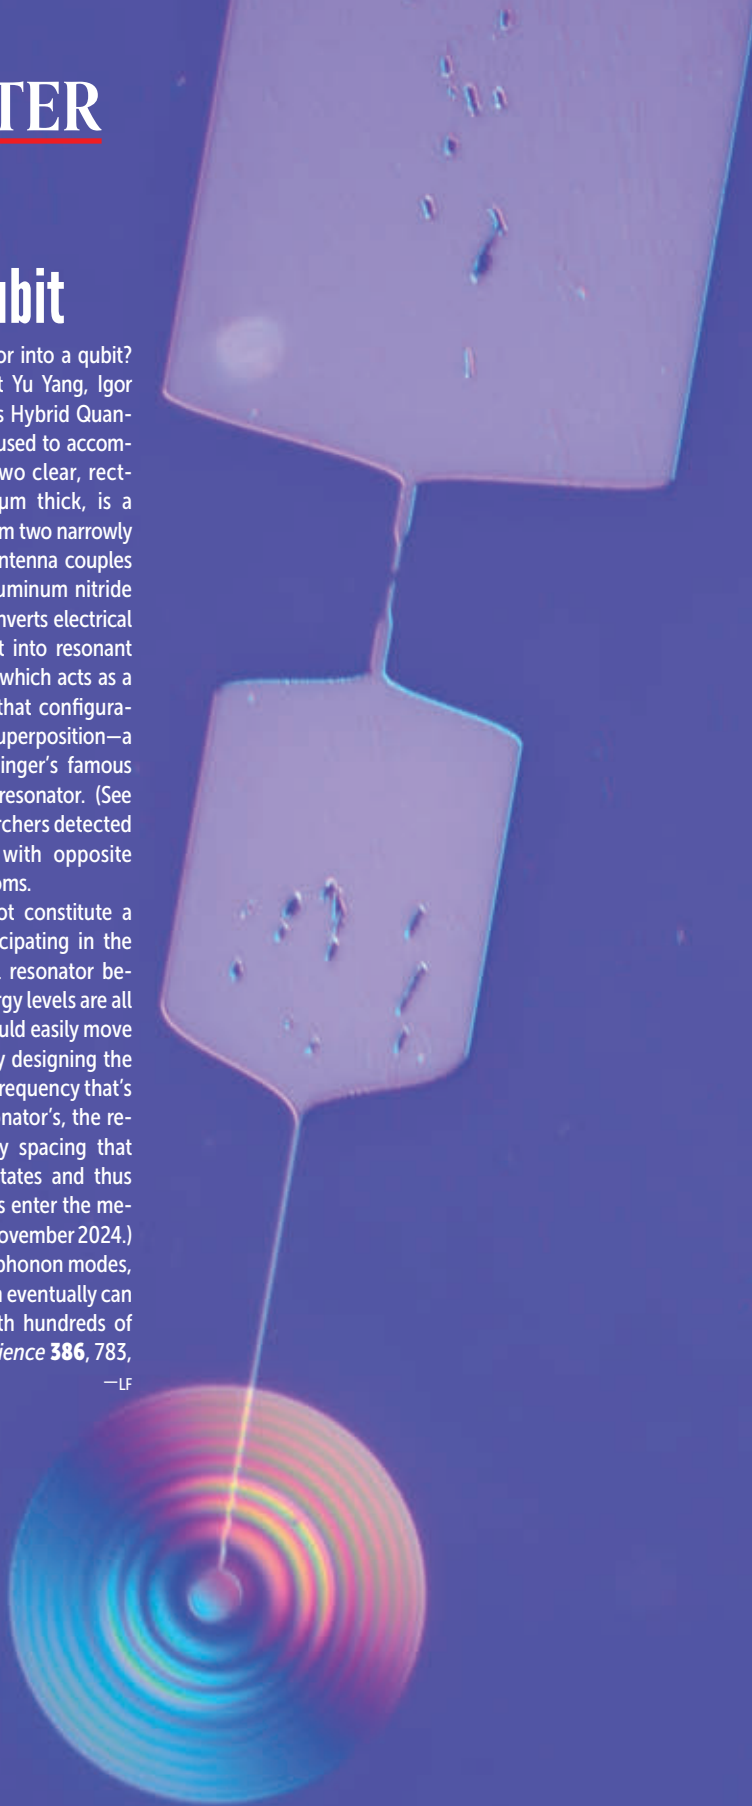 TER
ubit
or into a qubit?
t Yu Yang, Igor
s Hybrid Quan-
used to accom-
wo clear, rect-
µm thick, is a
m two narrowly
ntenna couples
uminum nitride
nverts electrical
t into resonant
which acts as a
that configura-
uperposition—a
inger’s famous
resonator. (See
rchers detected
with opposite
oms.
ot constitute a
cipating in the
l resonator be-
rgy levels are all
uld easily move
y designing the
frequency that’s
nator’s, the re-
y spacing that
tates and thus
s enter the me-
ovember 2024.)
phonon modes,
n eventually can
th hundreds of
ience 386, 783,
—LF